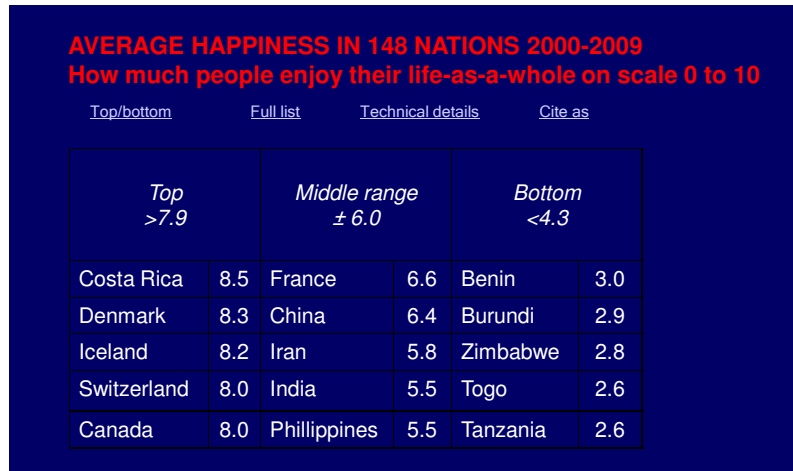 AVERAGE HAPPINESS IN 148 NATIONS 2000-2009
How much people enjoy their life-as-a-whole on scale 0 to 10
Top/bottom Full list Technical details Cite as
Top Middle range Bottom
>7.9 ± 6.0 <4.3
Costa Rica 8.5 France 6.6 Benin 3.0
Denmark 8.3 China 6.4 Burundi 2.9
Iceland 8.2 Iran 5.8 Zimbabwe 2.8
Switzerland 8.0 India 5.5 Togo 2.6
Canada 8.0 Phillippines 5.5 Tanzania 2.6